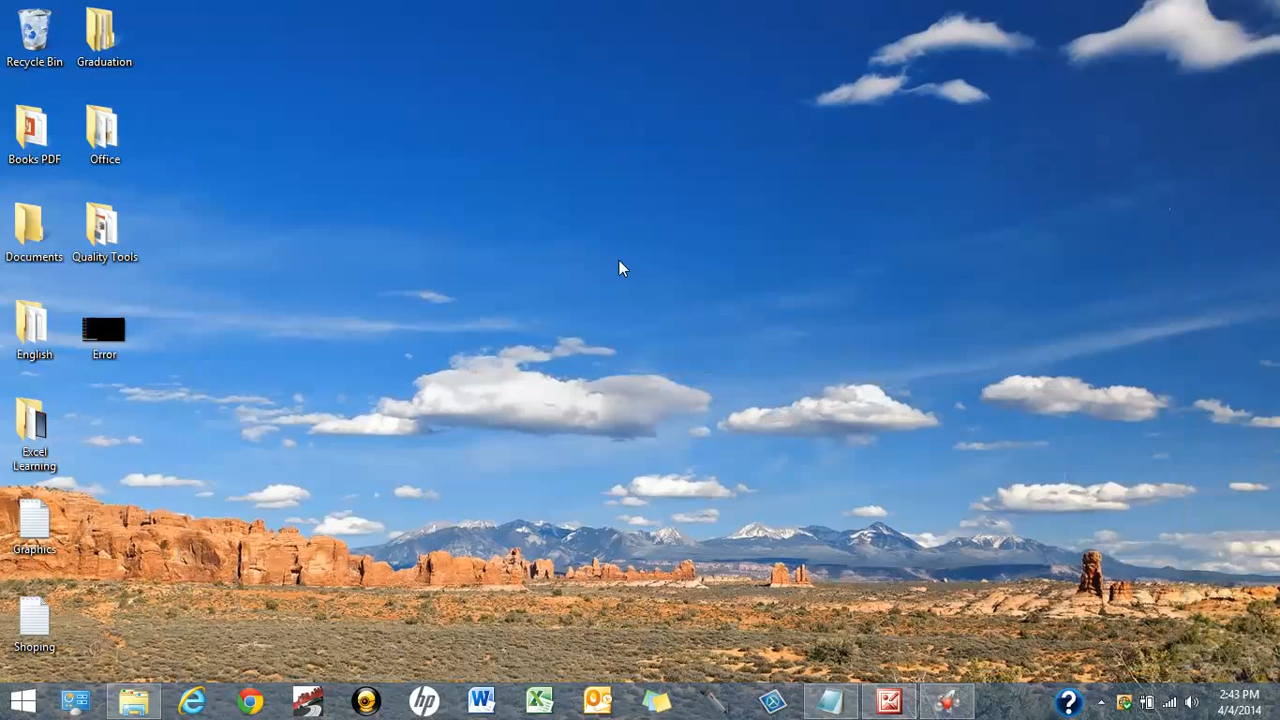 Recycle Bin
Graduation
Books PDF
Office
Documents
Quality Tools
English
Error
Excel
Learning
Graphics
Shoping
hp
?
2:43 PM
4/4/2014